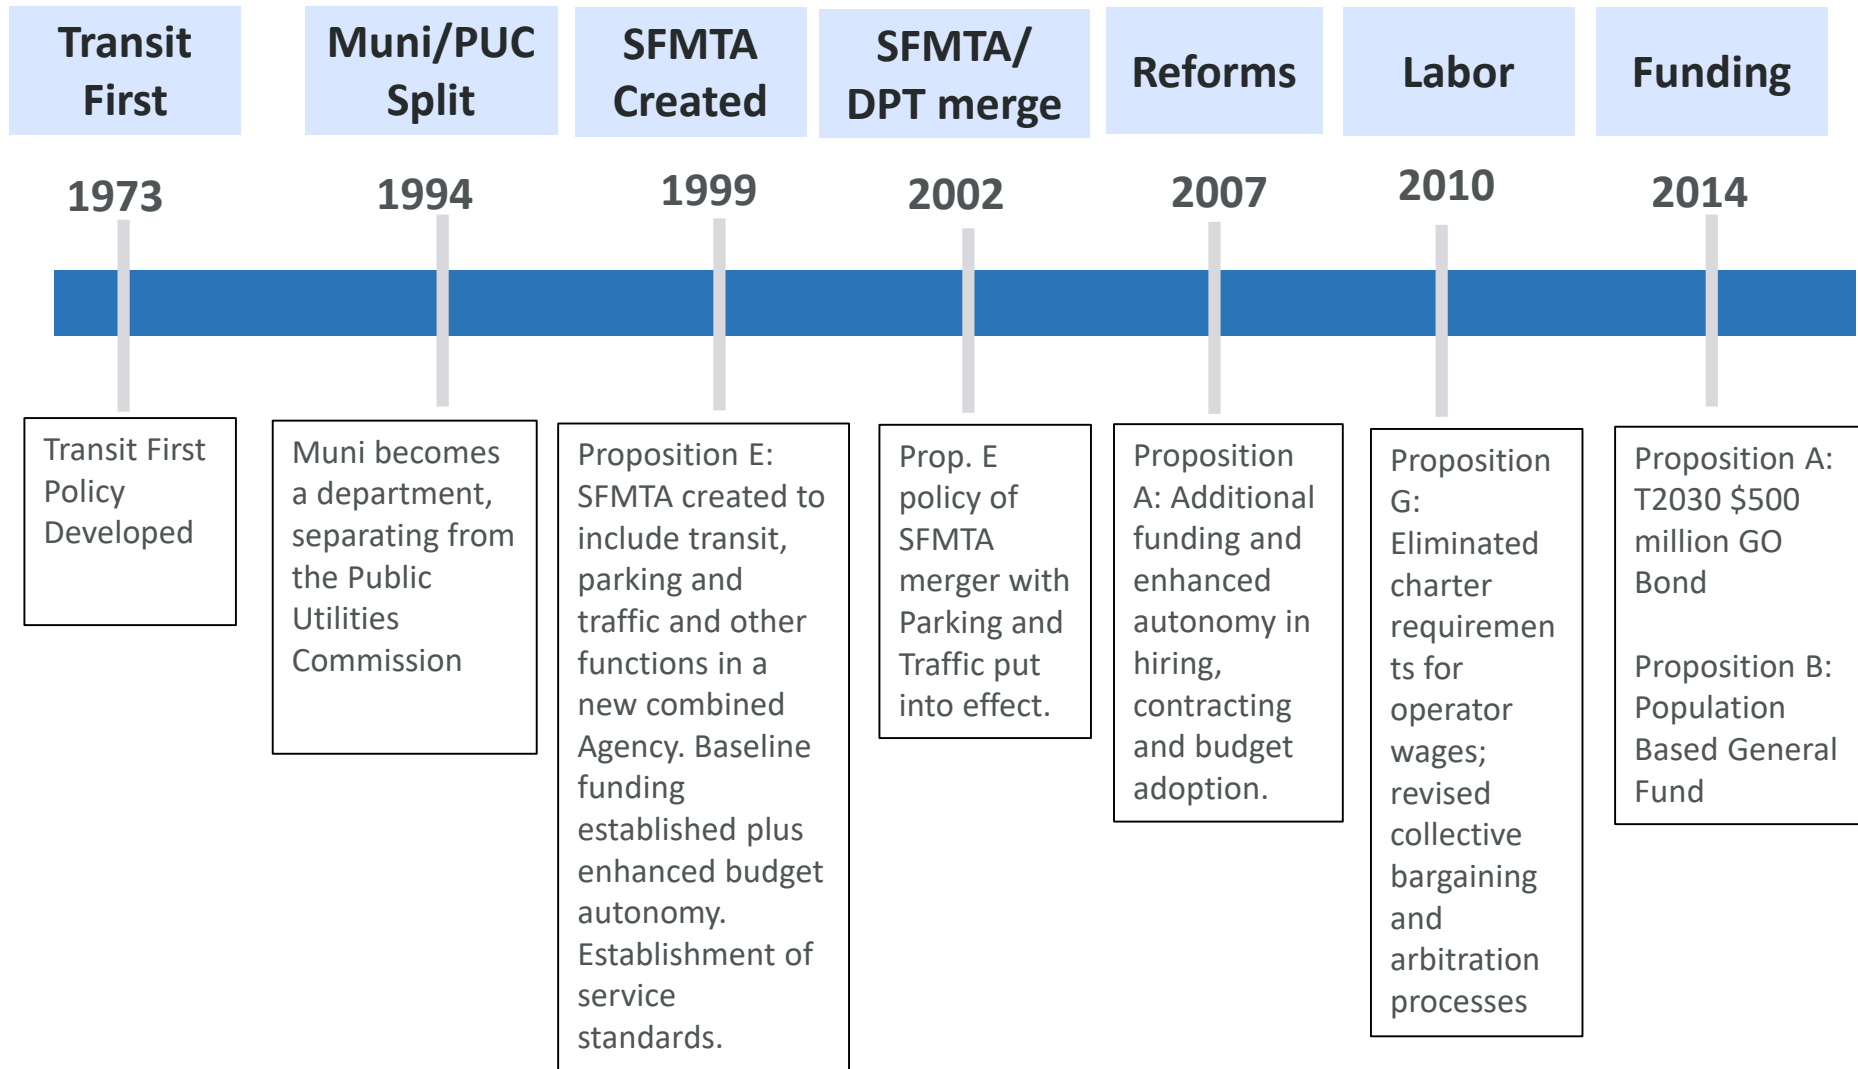 Transit
First
Muni/PUC
Split
SFMTA
Created
SFMTA/
DPT merge
Reforms
Labor
Funding
1973
1994
1999
2002
2007
2010
2014
Transit First
Policy
Developed
Muni becomes
a department,
separating from
the Public
Utilities
Commission
Proposition E:
SFMTA created to
include transit,
parking and
traffic and other
functions in a
new combined
Agency. Baseline
funding
established plus
enhanced budget
autonomy.
Establishment of
service
standards.
Prop. E
policy of
SFMTA
merger with
Parking and
Traffic put
into effect.
Proposition
A: Additional
funding and
enhanced
autonomy in
hiring,
contracting
and budget
adoption.
Proposition
G:
Eliminated
charter
requiremen
ts for
operator
wages;
revised
collective
bargaining
and
arbitration
processes
Proposition A:
T2030 $500
million GO
Bond
Proposition B:
Population
Based General
Fund